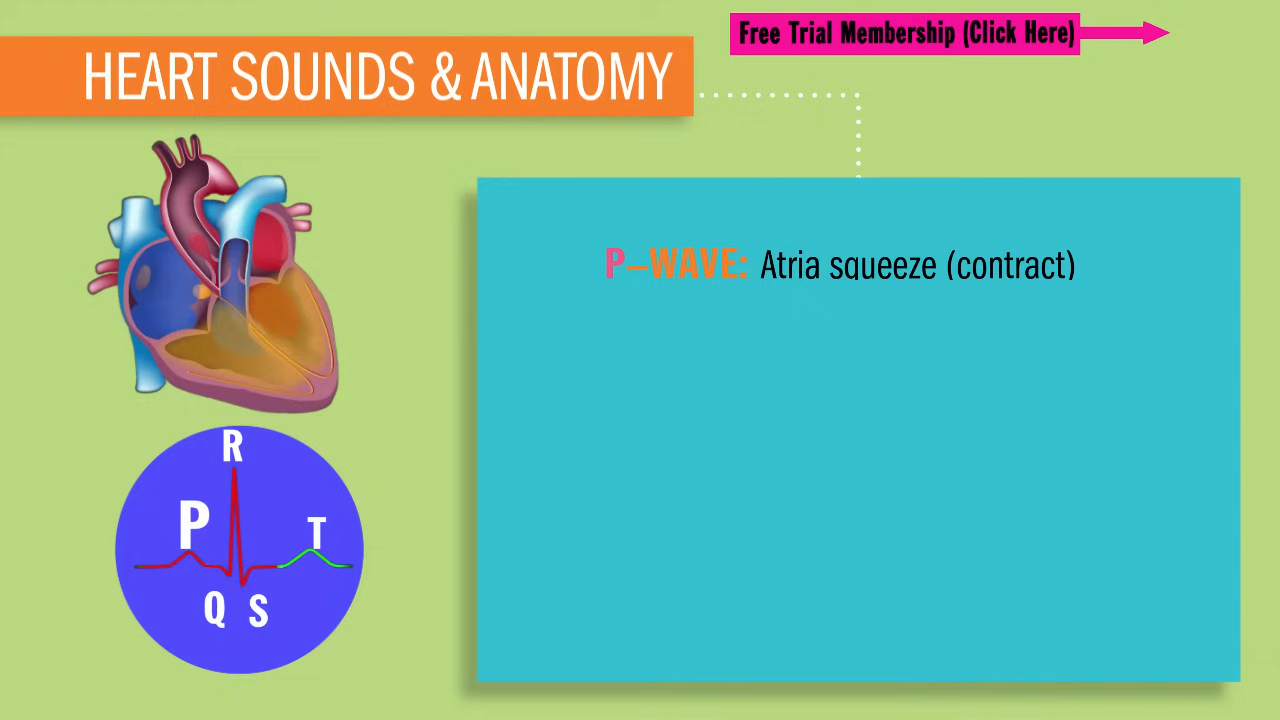 Free Trial Membership (Click Here)
HEART SOUNDS & ANATOMY
P-WAVE: Atria squeeze (contract)
R
P
T
Q S